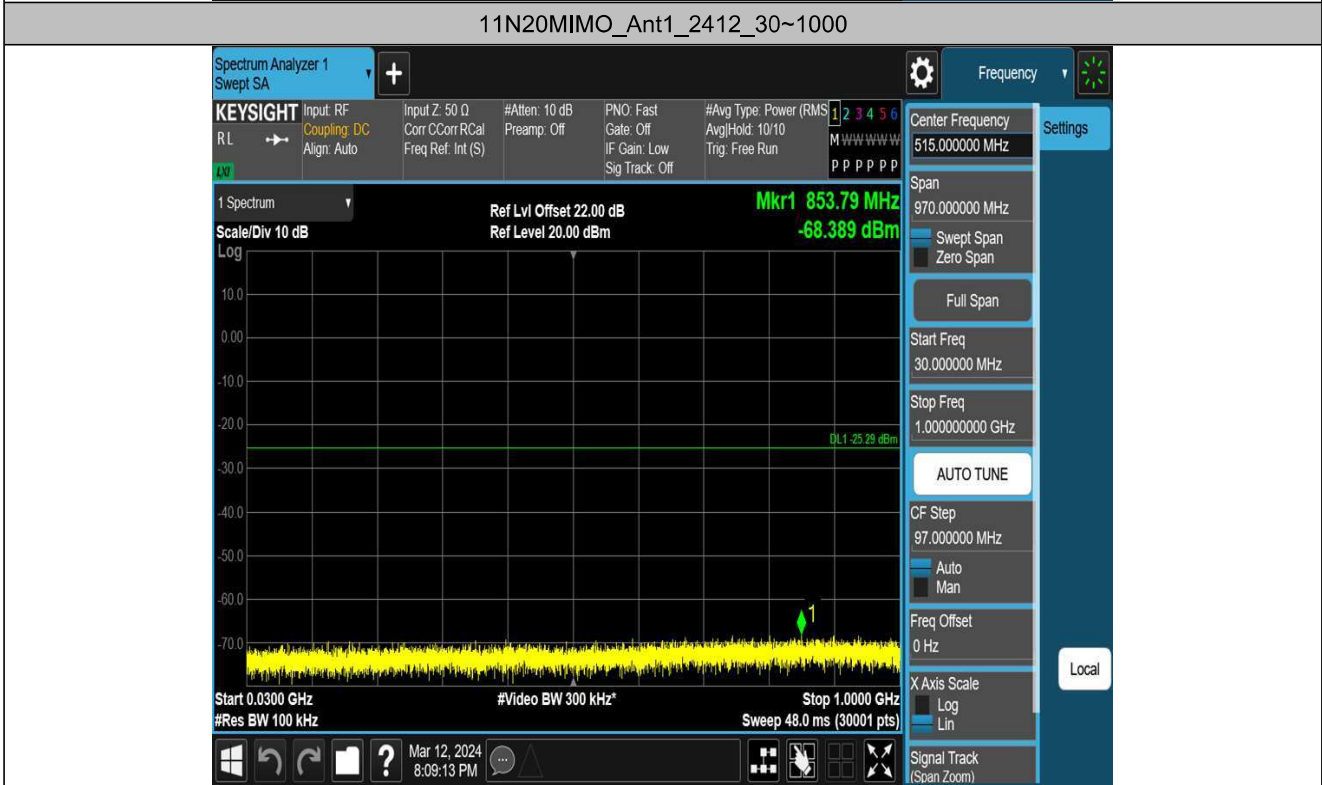 11N20MIMO_Ant1_2412_30~1000
Spectrum Analyzer 1
Swept SA
+
Frequency
KEYSIGHT
RL
LXI
Input: RF
Coupling: DC
Align: Auto
Input Z: 50 Ω
Corr CCorr RCal
Freq Ref: Int (S)
#Atten: 10 dB
Preamp: Off
PNO: Fast
Gate: Off
IF Gain: Low
Sig Track: Off
#Avg Type: Power (RMS
Avg|Hold: 10/10
Trig: Free Run
1 2 3 4 5 6
M W W W W W
P P P P P P
1 Spectrum
Scale/Div 10 dB
Log
Ref Lvl Offset 22.00 dB
Ref Level 20.00 dBm
Mkr1 853.79 MHz
-68.389 dBm
10.0
0.00
-10.0
-20.0
DL1 -25.29 dBm
-30.0
-40.0
-50.0
-60.0
1
-70.0
Start 0.0300 GHz
#Res BW 100 kHz
#Video BW 300 kHz*
Stop 1.0000 GHz
Sweep 48.0 ms (30001 pts)
Center Frequency
515.000000 MHz
Settings
Span
970.000000 MHz
Swept Span
Zero Span
Full Span
Start Freq
30.000000 MHz
Stop Freq
1.000000000 GHz
AUTO TUNE
CF Step
97.000000 MHz
Auto
Man
Freq Offset
0 Hz
Local
X Axis Scale
Log
Lin
Signal Track
(Span Zoom)
?
Mar 12, 2024
8:09:13 PM